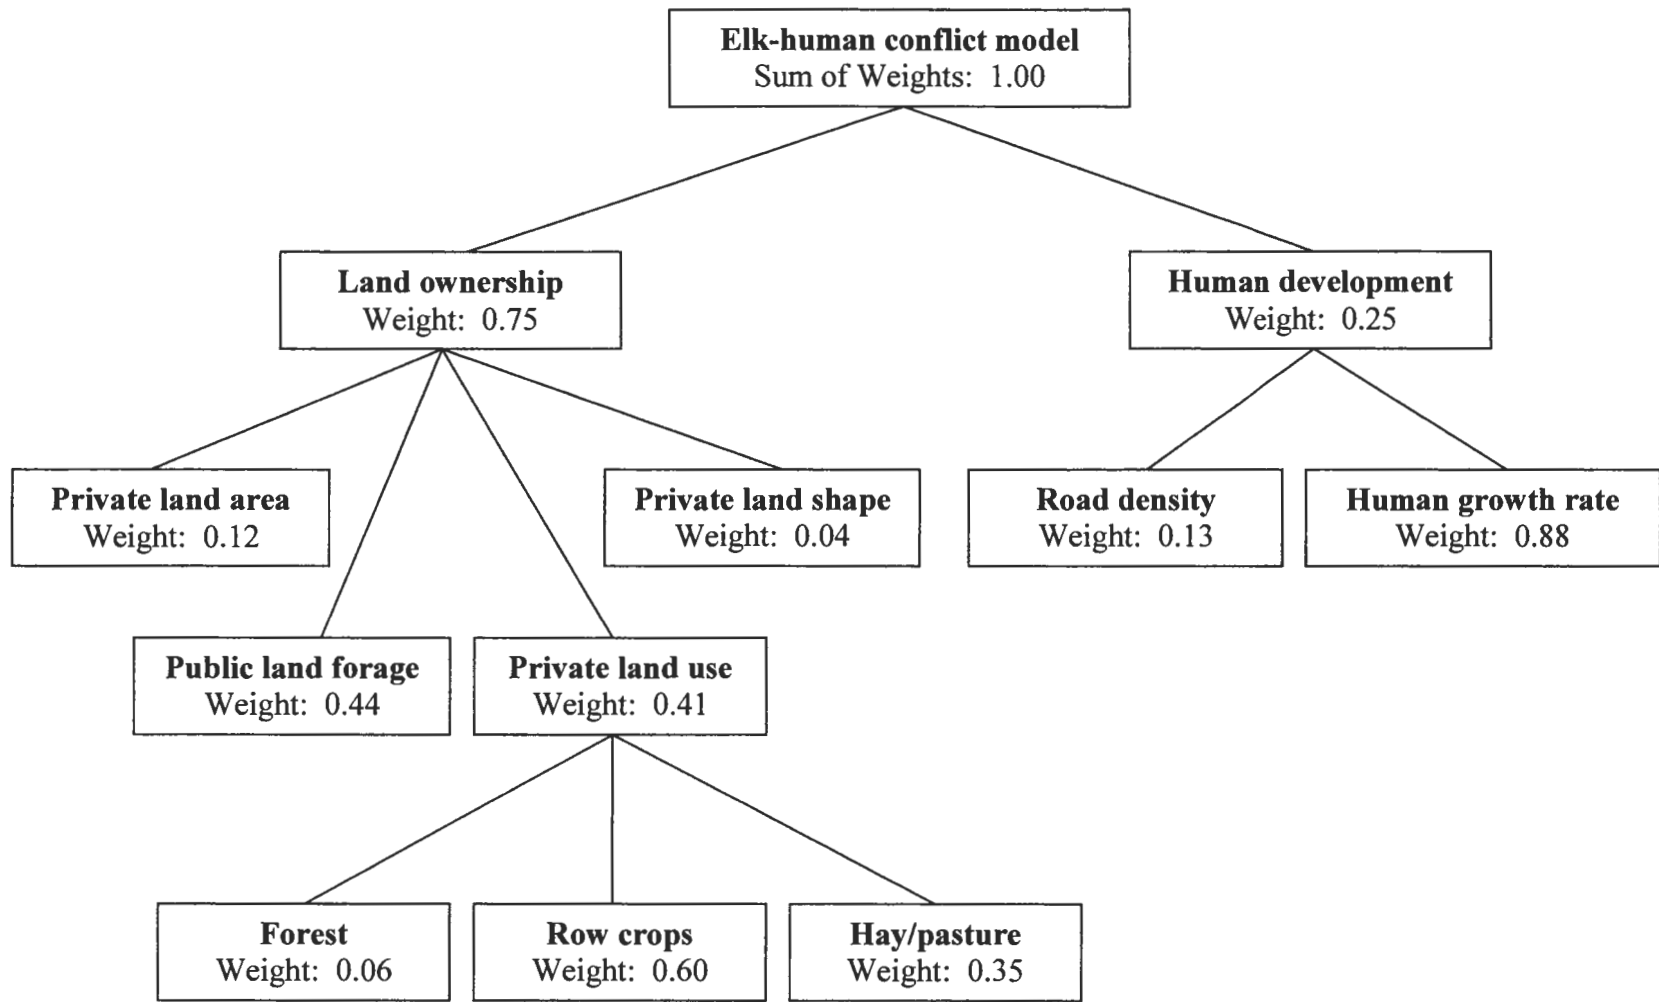 Elk-human conflict model
Sum of Weights: 1.00
Land ownership
Weight: 0.75
Human development
Weight: 0.25
Private land area
Weight: 0.12
Private land shape
Weight: 0.04
Road density
Weight: 0.13
Human growth rate
Weight: 0.88
Public land forage
Weight: 0.44
Private land use
Weight: 0.41
Forest
Weight: 0.06
Row crops
Weight: 0.60
Hay/pasture
Weight: 0.35